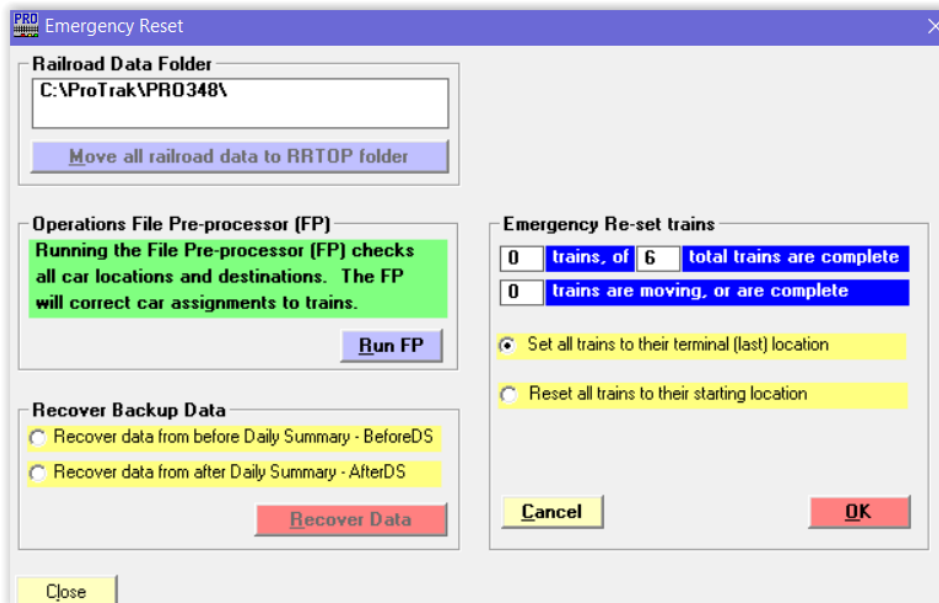 PRO
Emergency Reset
Railroad Data Folder
C:\ProTrak\PRO348\
Move all railroad data to RRTOP folder
Operations File Pre-processor (FP)
Running the File Pre-processor (FP) checks
all car locations and destinations. The FP
will correct car assignments to trains.
Run FP
Recover Backup Data
Recover data from before Daily Summary - BeforeDS
Recover data from after Daily Summary - AfterDS
Recover Data
Close
Emergency Re-set trains
0 trains, of 6 total trains are complete
0 trains are moving, or are complete
Set all trains to their terminal (last) location
Reset all trains to their starting location
Cancel
OK